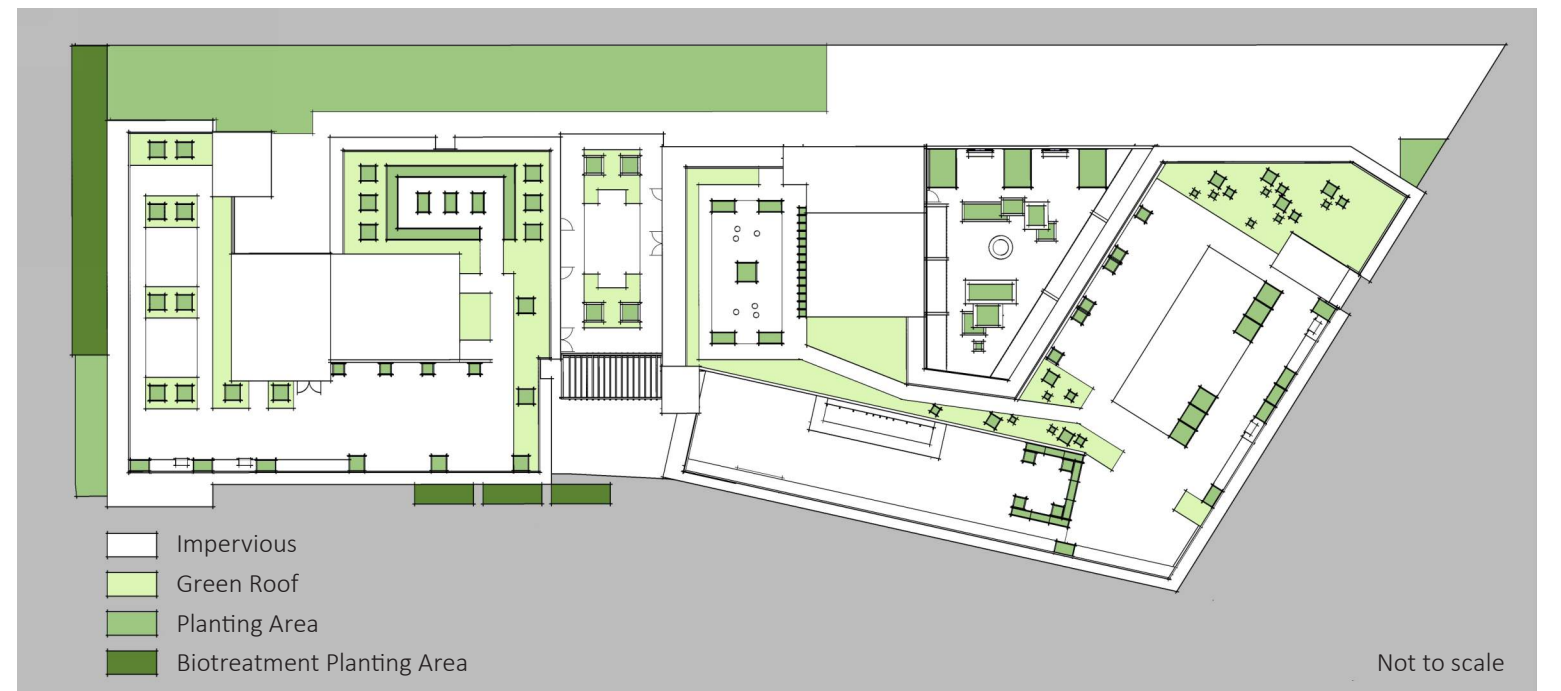 Impervious
Green Roof
Planting Area
Biotreatment Planting Area
Not to scale